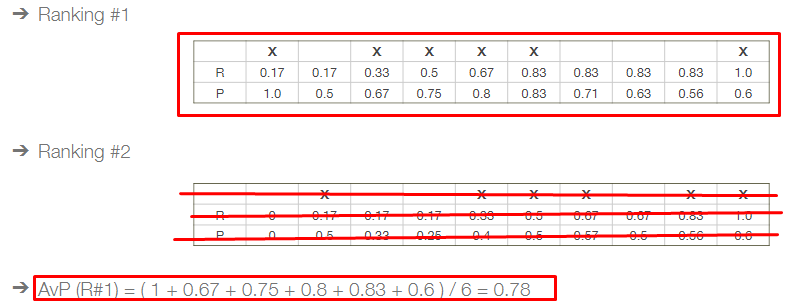 ➔ Ranking #1
X X X X X X
R 0.17 0.17 0.33 0.5 0.67 0.83 0.83 0.83 0.83 1.0
P 1.0 0.5 0.67 0.75 0.8 0.83 0.71 0.63 0.56 0.6
➔ Ranking #2
X X X X X X
R 0 0.17 0.17 0.17 0.33 0.5 0.67 0.67 0.83 1.0
P 0 0.5 0.33 0.25 0.4 0.5 0.57 0.5 0.56 0.6
➔ AvP (R#1) = ( 1 + 0.67 + 0.75 + 0.8 + 0.83 + 0.6 ) / 6 = 0.78